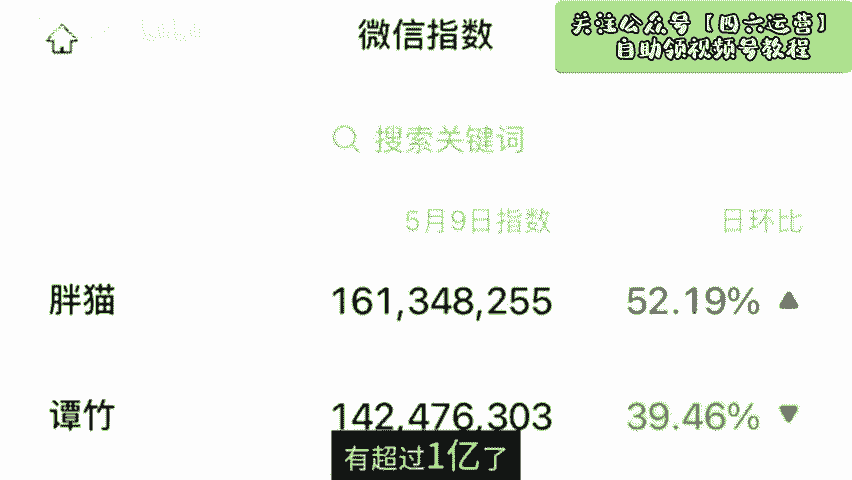 微信指数
关注公众号【四六运营】
自助领视频号教程
搜索关键词
5月9日指数 日环比
胖猫 161,348,255 52.19% ▲
谭竹 142,476,303 39.46% ▼
有超过1亿了